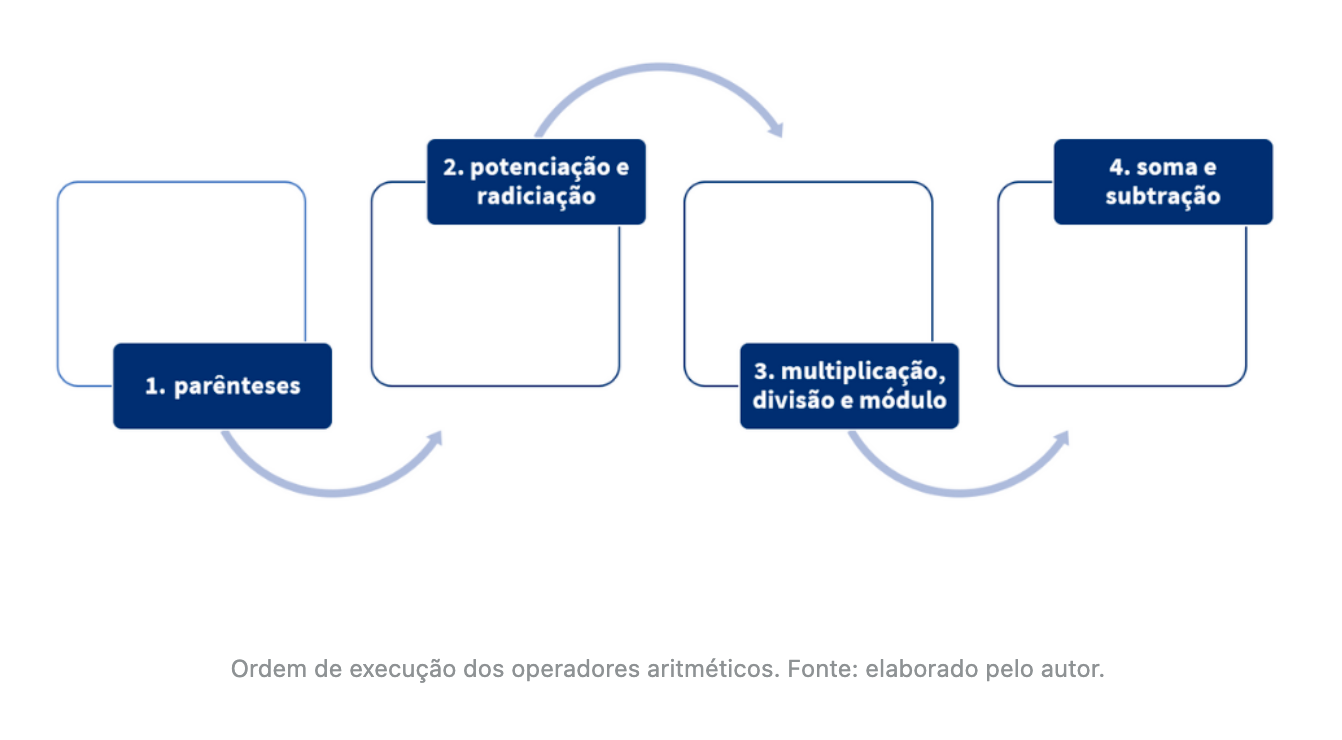 1. parênteses
2. potenciação e
radiciação
3. multiplicação,
divisão e módulo
4. soma e
subtração
Ordem de execução dos operadores aritméticos. Fonte: elaborado pelo autor.